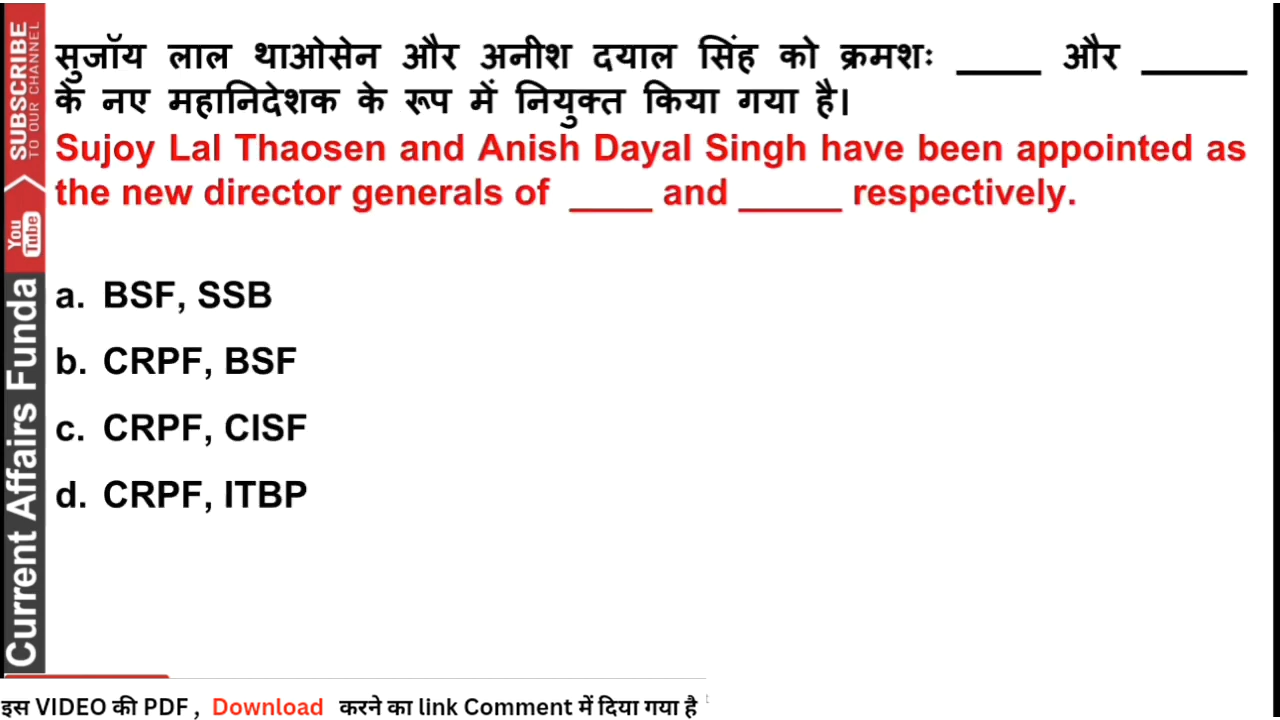 सुजॉय लाल थाओसेन और अनीश दयाल सिंह को क्रमशः ____ और _____
के नए महानिदेशक के रूप में नियुक्त किया गया है।
Sujoy Lal Thaosen and Anish Dayal Singh have been appointed as
the new director generals of ____ and _____ respectively.
a. BSF, SSB
b. CRPF, BSF
c. CRPF, CISF
d. CRPF, ITBP
SUBSCRIBE
TO OUR CHANNEL
You
Tube
Current Affairs Funda
इस VIDEO की PDF , Download करने का link Comment में दिया गया है